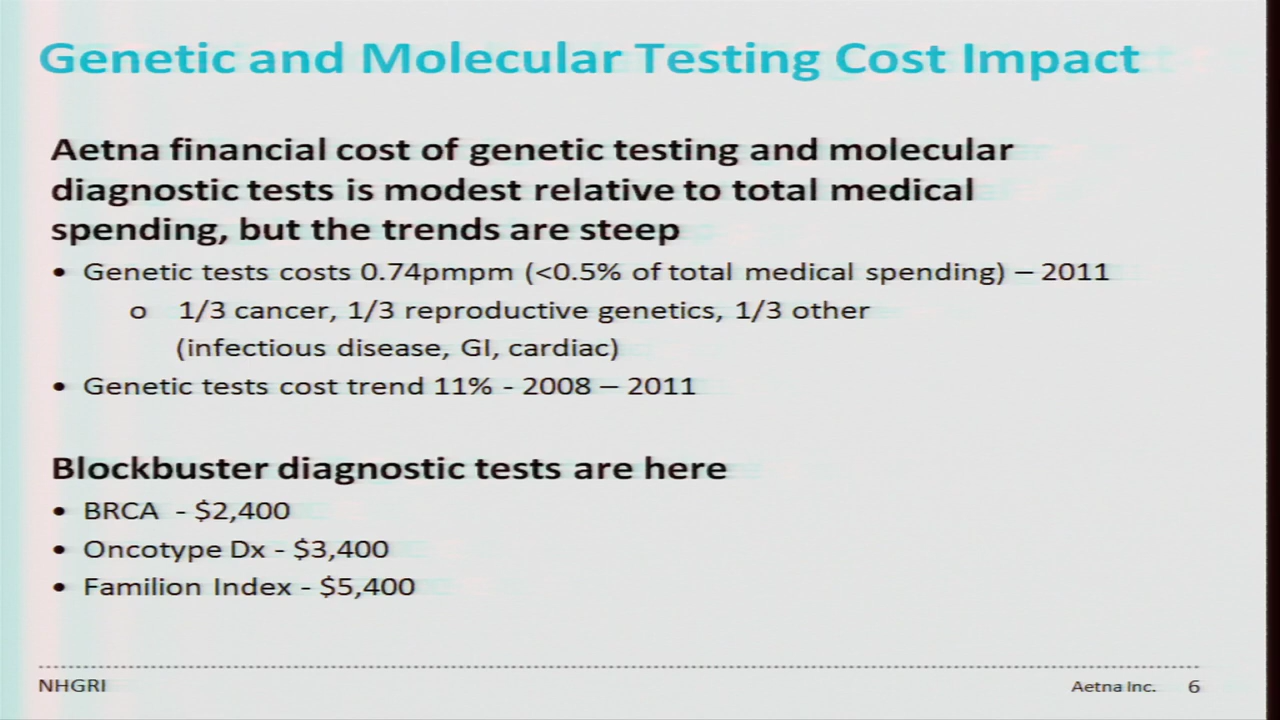 Genetic and Molecular Testing Cost Impact
Aetna financial cost of genetic testing and molecular
diagnostic tests is modest relative to total medical
spending, but the trends are steep
• Genetic tests costs 0.74pmpm (<0.5% of total medical spending) – 2011
o 1/3 cancer, 1/3 reproductive genetics, 1/3 other
(infectious disease, GI, cardiac)
• Genetic tests cost trend 11% - 2008 – 2011
Blockbuster diagnostic tests are here
• BRCA - $2,400
• Oncotype Dx - $3,400
• Familion Index - $5,400
NHGRI
Aetna Inc. 6